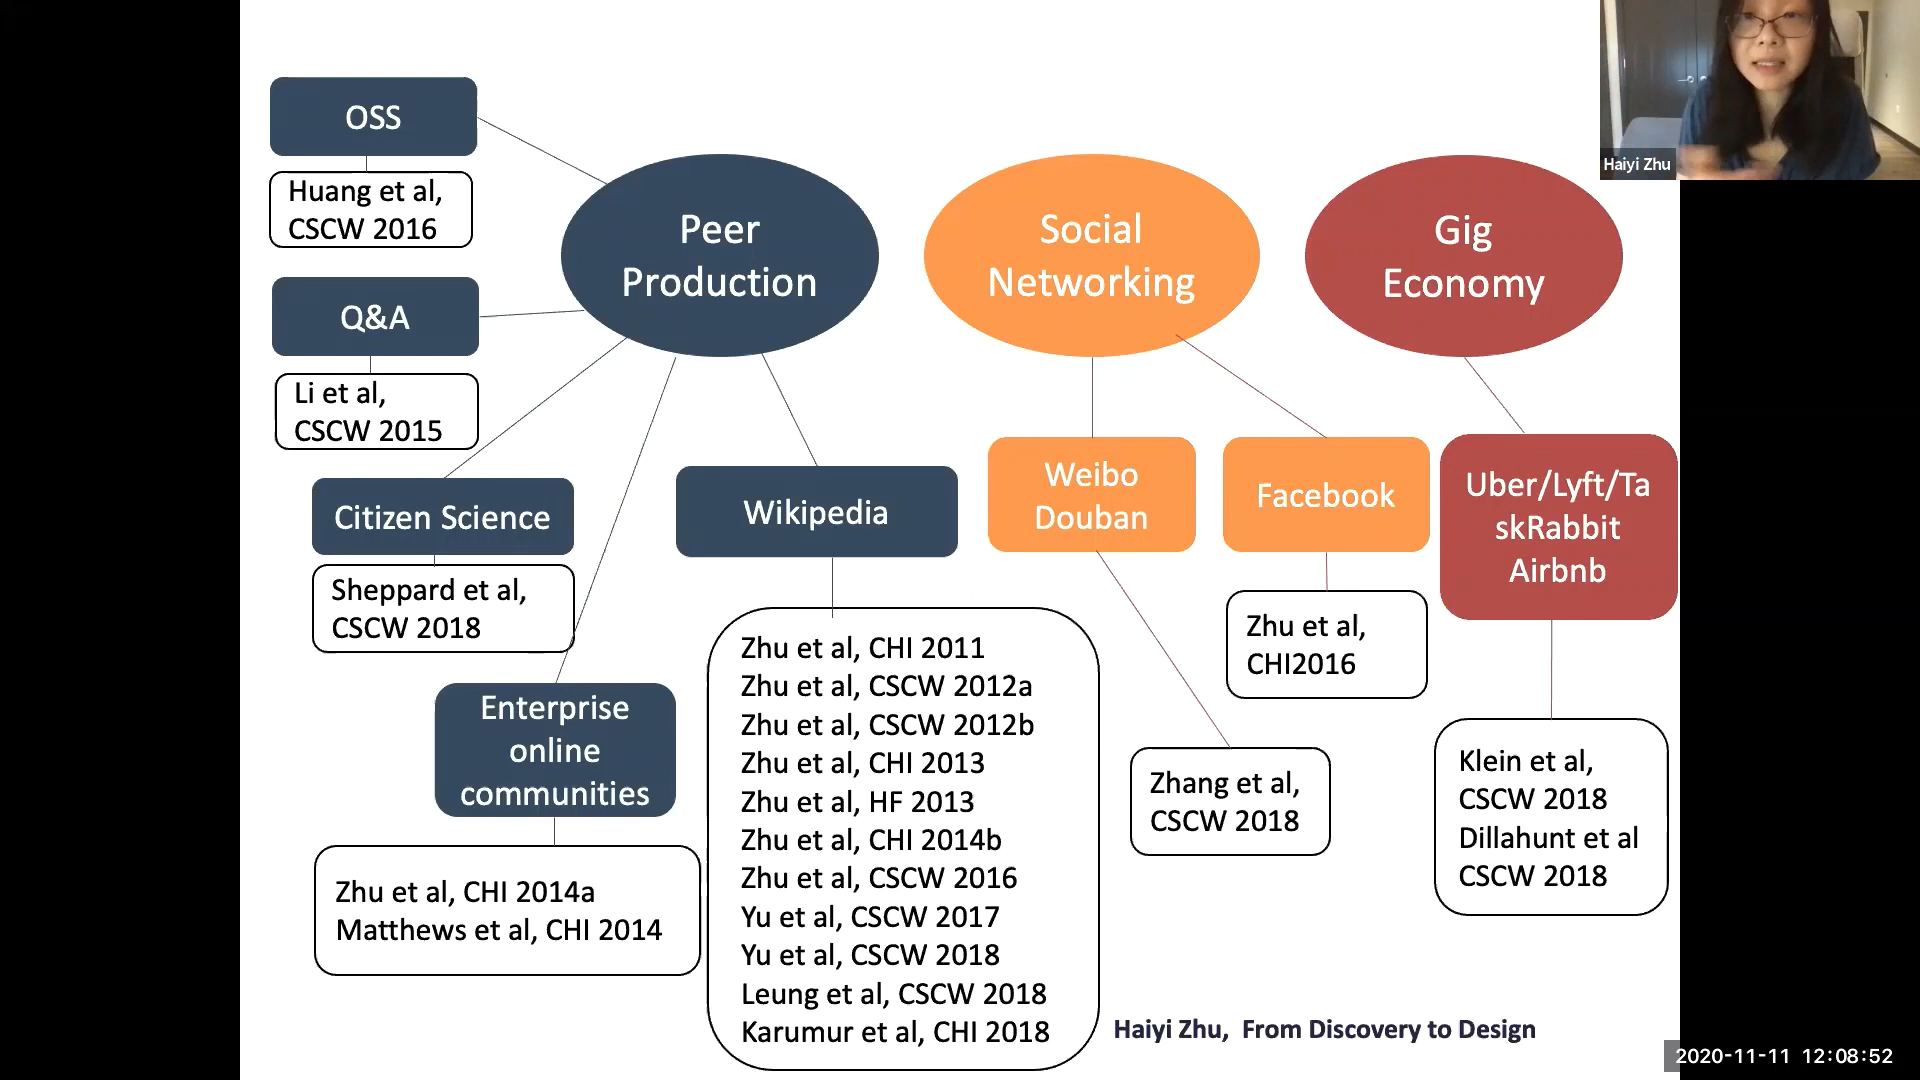 OSS
Huang et al,
CSCW 2016
Q&A
Li et al,
CSCW 2015
Citizen Science
Sheppard et al,
CSCW 2018
Enterprise
online
communities
Zhu et al, CHI 2014a
Matthews et al, CHI 2014
Peer
Production
Wikipedia
Zhu et al, CHI 2011
Zhu et al, CSCW 2012a
Zhu et al, CSCW 2012b
Zhu et al, CHI 2013
Zhu et al, HF 2013
Zhu et al, CHI 2014b
Zhu et al, CSCW 2016
Yu et al, CSCW 2017
Yu et al, CSCW 2018
Leung et al, CSCW 2018
Karumur et al, CHI 2018
Social
Networking
Weibo
Douban
Zhang et al,
CSCW 2018
Facebook
Zhu et al,
CHI2016
Gig
Economy
Uber/Lyft/Ta
skRabbit
Airbnb
Klein et al,
CSCW 2018
Dillahunt et al
CSCW 2018
Haiyi Zhu
Haiyi Zhu, From Discovery to Design
2020-11-11 12:08:52